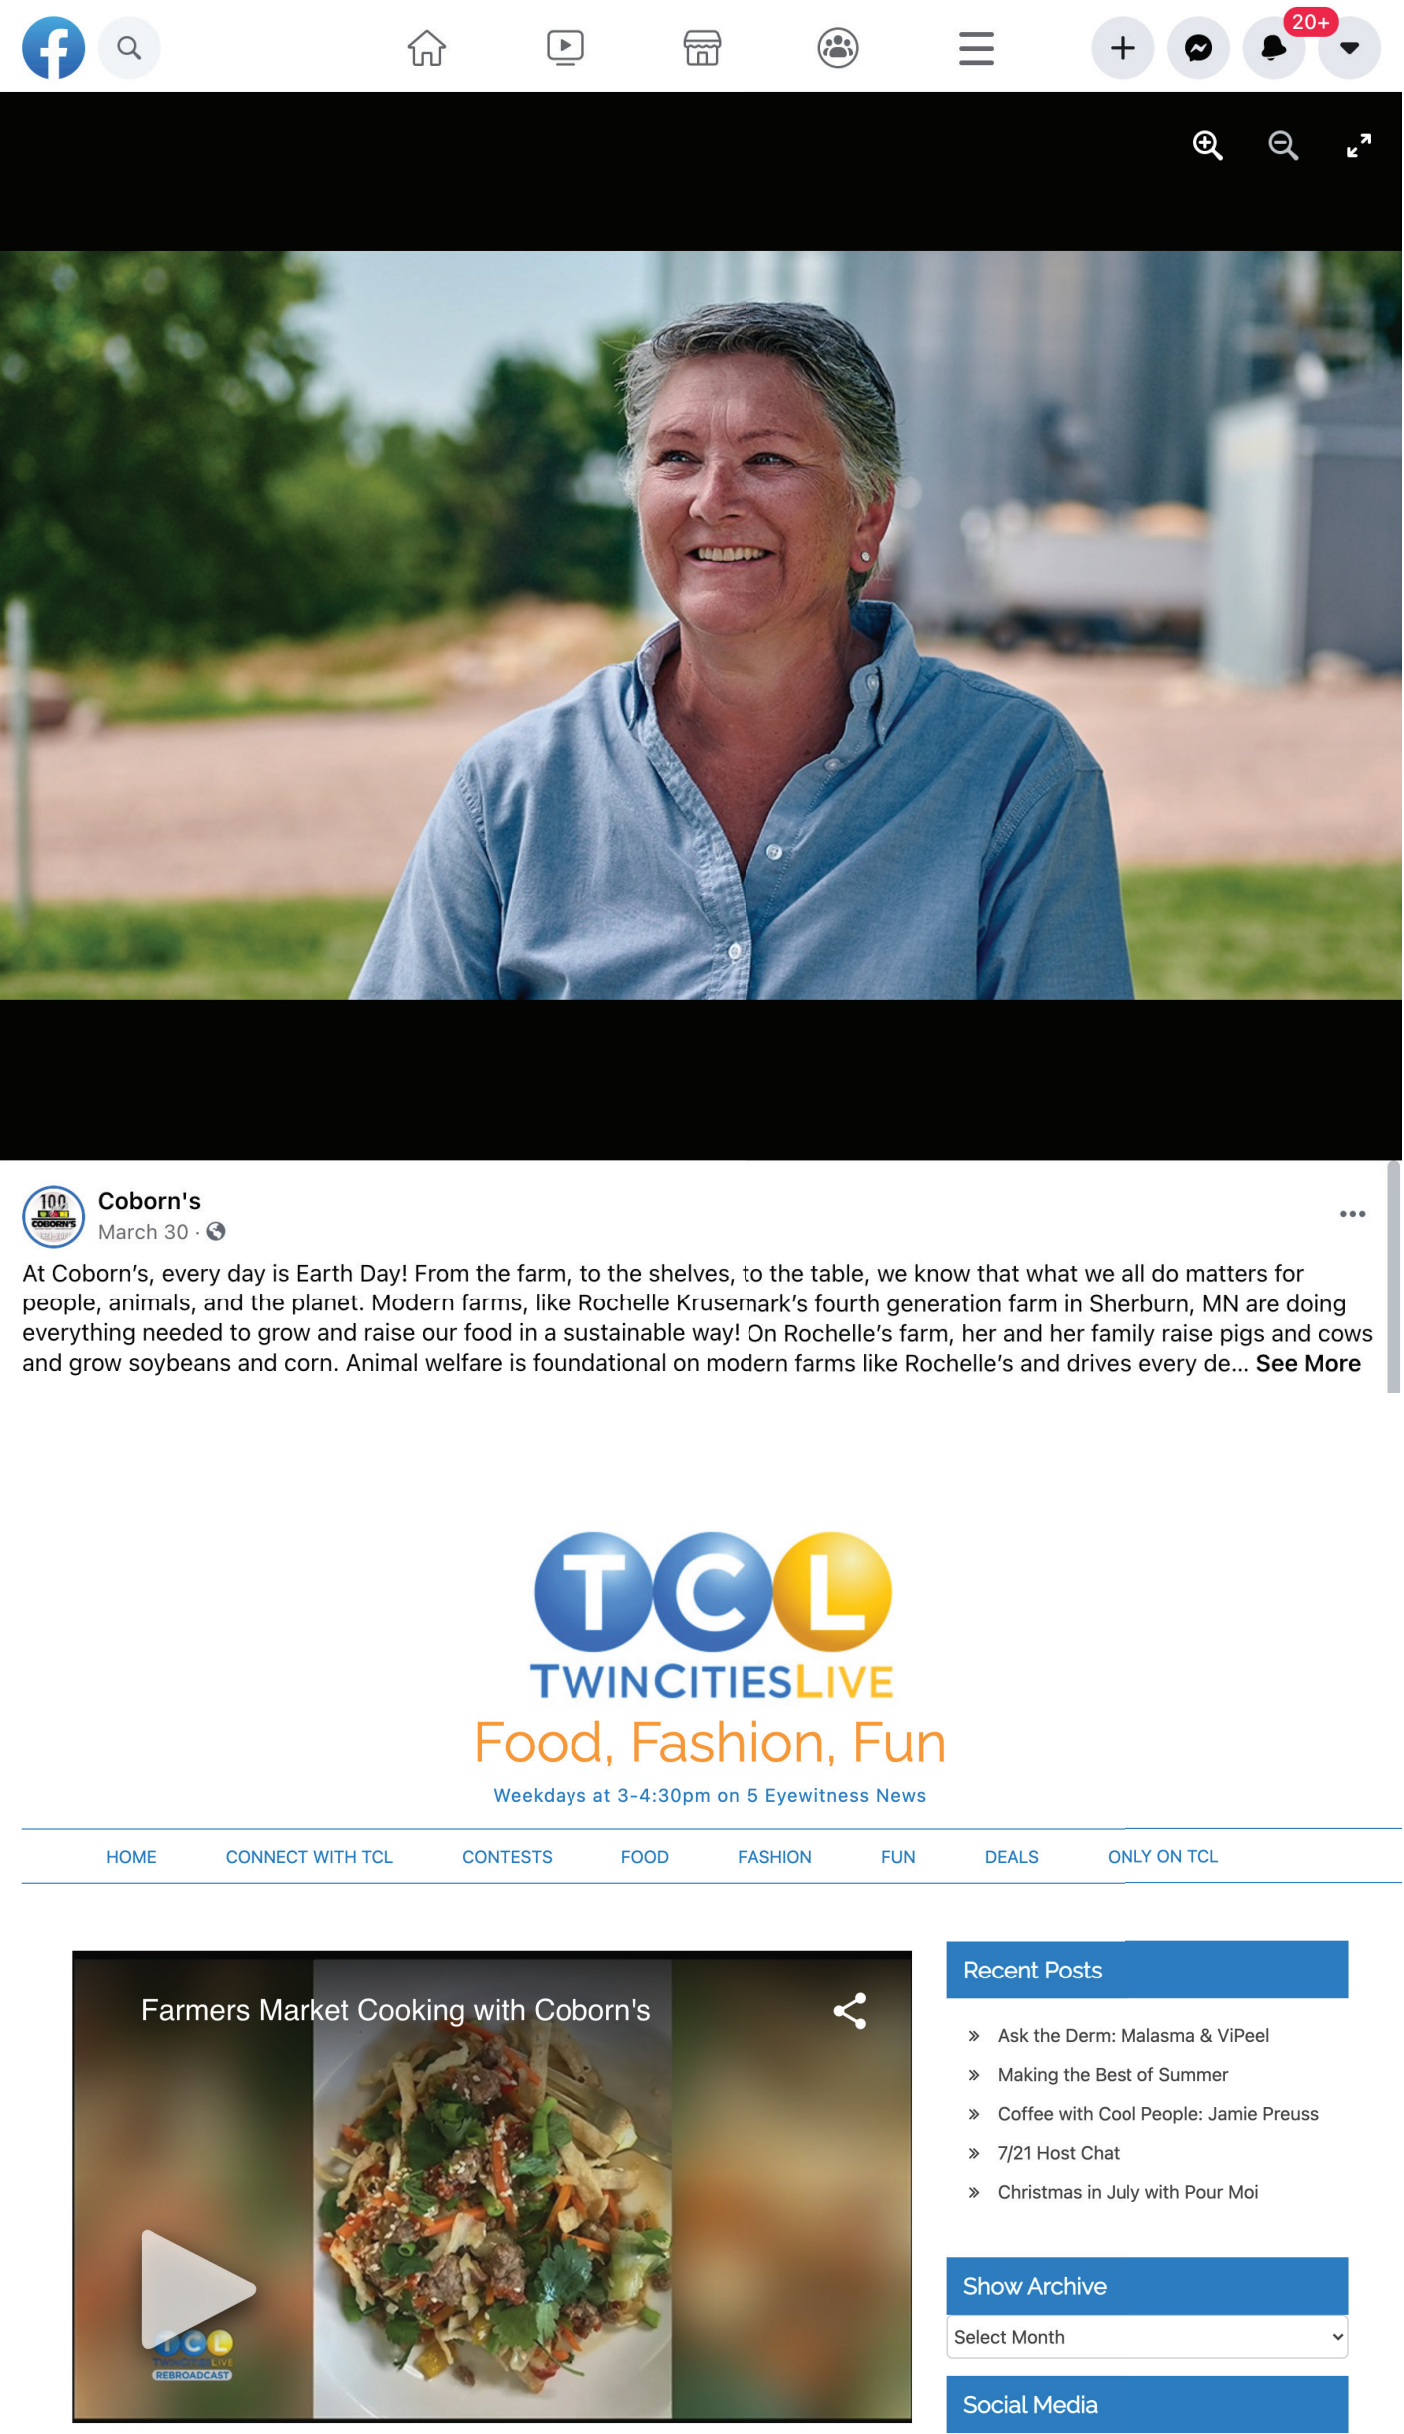 20+
100
COBORN'S
Coborn's
March 30 ·
At Coborn's, every day is Earth Day! From the farm, to the shelves, to the table, we know that what we all do matters for
people, animals, and the planet. Modern farms, like Rochelle Krusemark's fourth generation farm in Sherburn, MN are doing
everything needed to grow and raise our food in a sustainable way! On Rochelle's farm, her and her family raise pigs and cows
and grow soybeans and corn. Animal welfare is foundational on modern farms like Rochelle's and drives every de... See More
TCL
TWINCITIESLIVE
Food, Fashion, Fun
Weekdays at 3-4:30pm on 5 Eyewitness News
HOME CONNECT WITH TCL CONTESTS FOOD FASHION FUN DEALS ONLY ON TCL
Farmers Market Cooking with Coborn's
TCL
TWINCITIESLIVE
REBROADCAST
Recent Posts
» Ask the Derm: Malasma & ViPeel
» Making the Best of Summer
» Coffee with Cool People: Jamie Preuss
» 7/21 Host Chat
» Christmas in July with Pour Moi
Show Archive
Select Month
Social Media